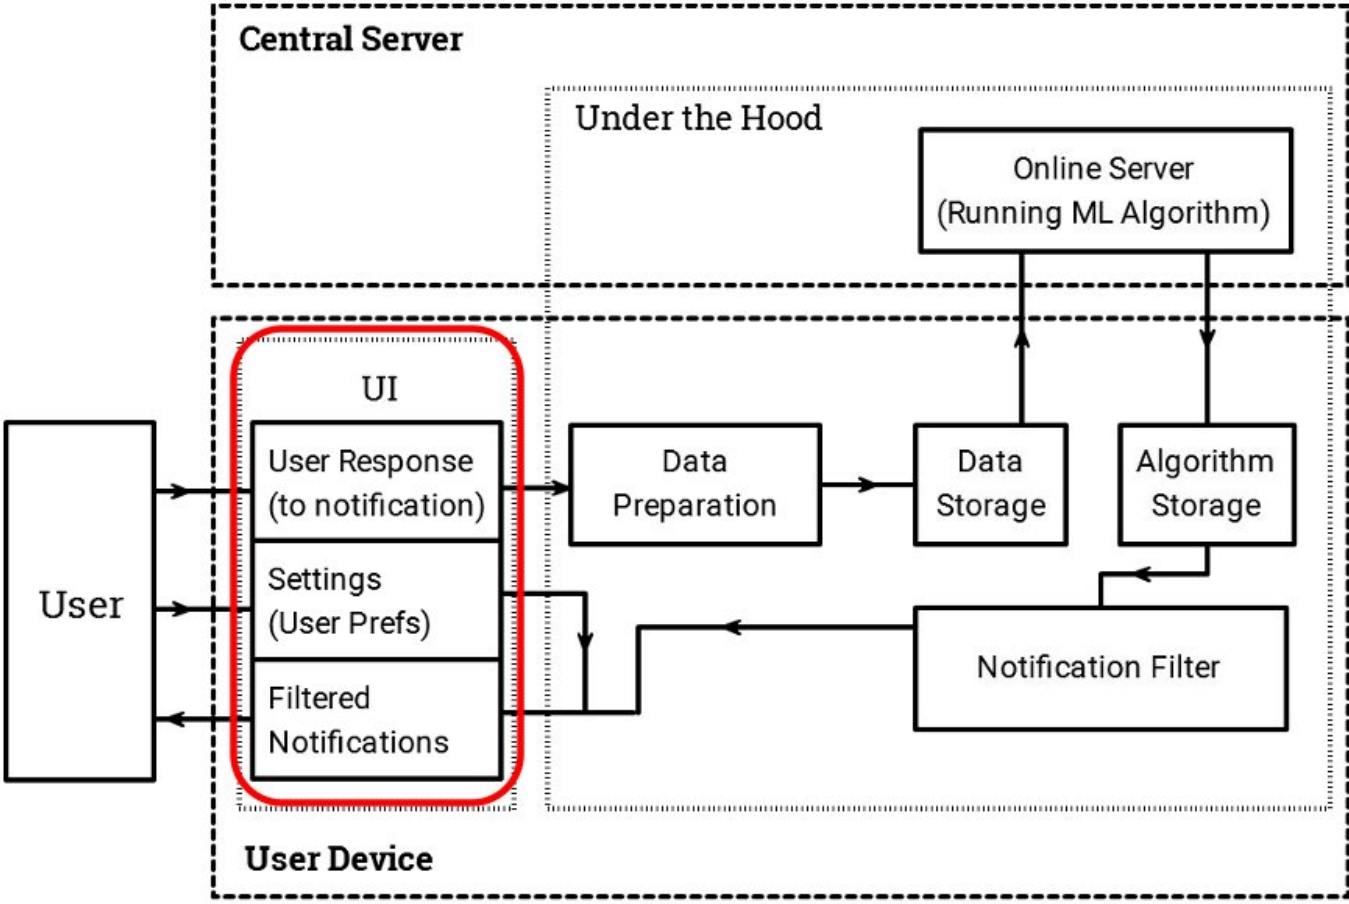 Central Server
Under the Hood
Online Server
(Running ML Algorithm)
UI
User
User Response
(to notification)
Settings
(User Prefs)
Filtered
Notifications
Data
Preparation
Data
Storage
Algorithm
Storage
Notification Filter
User Device